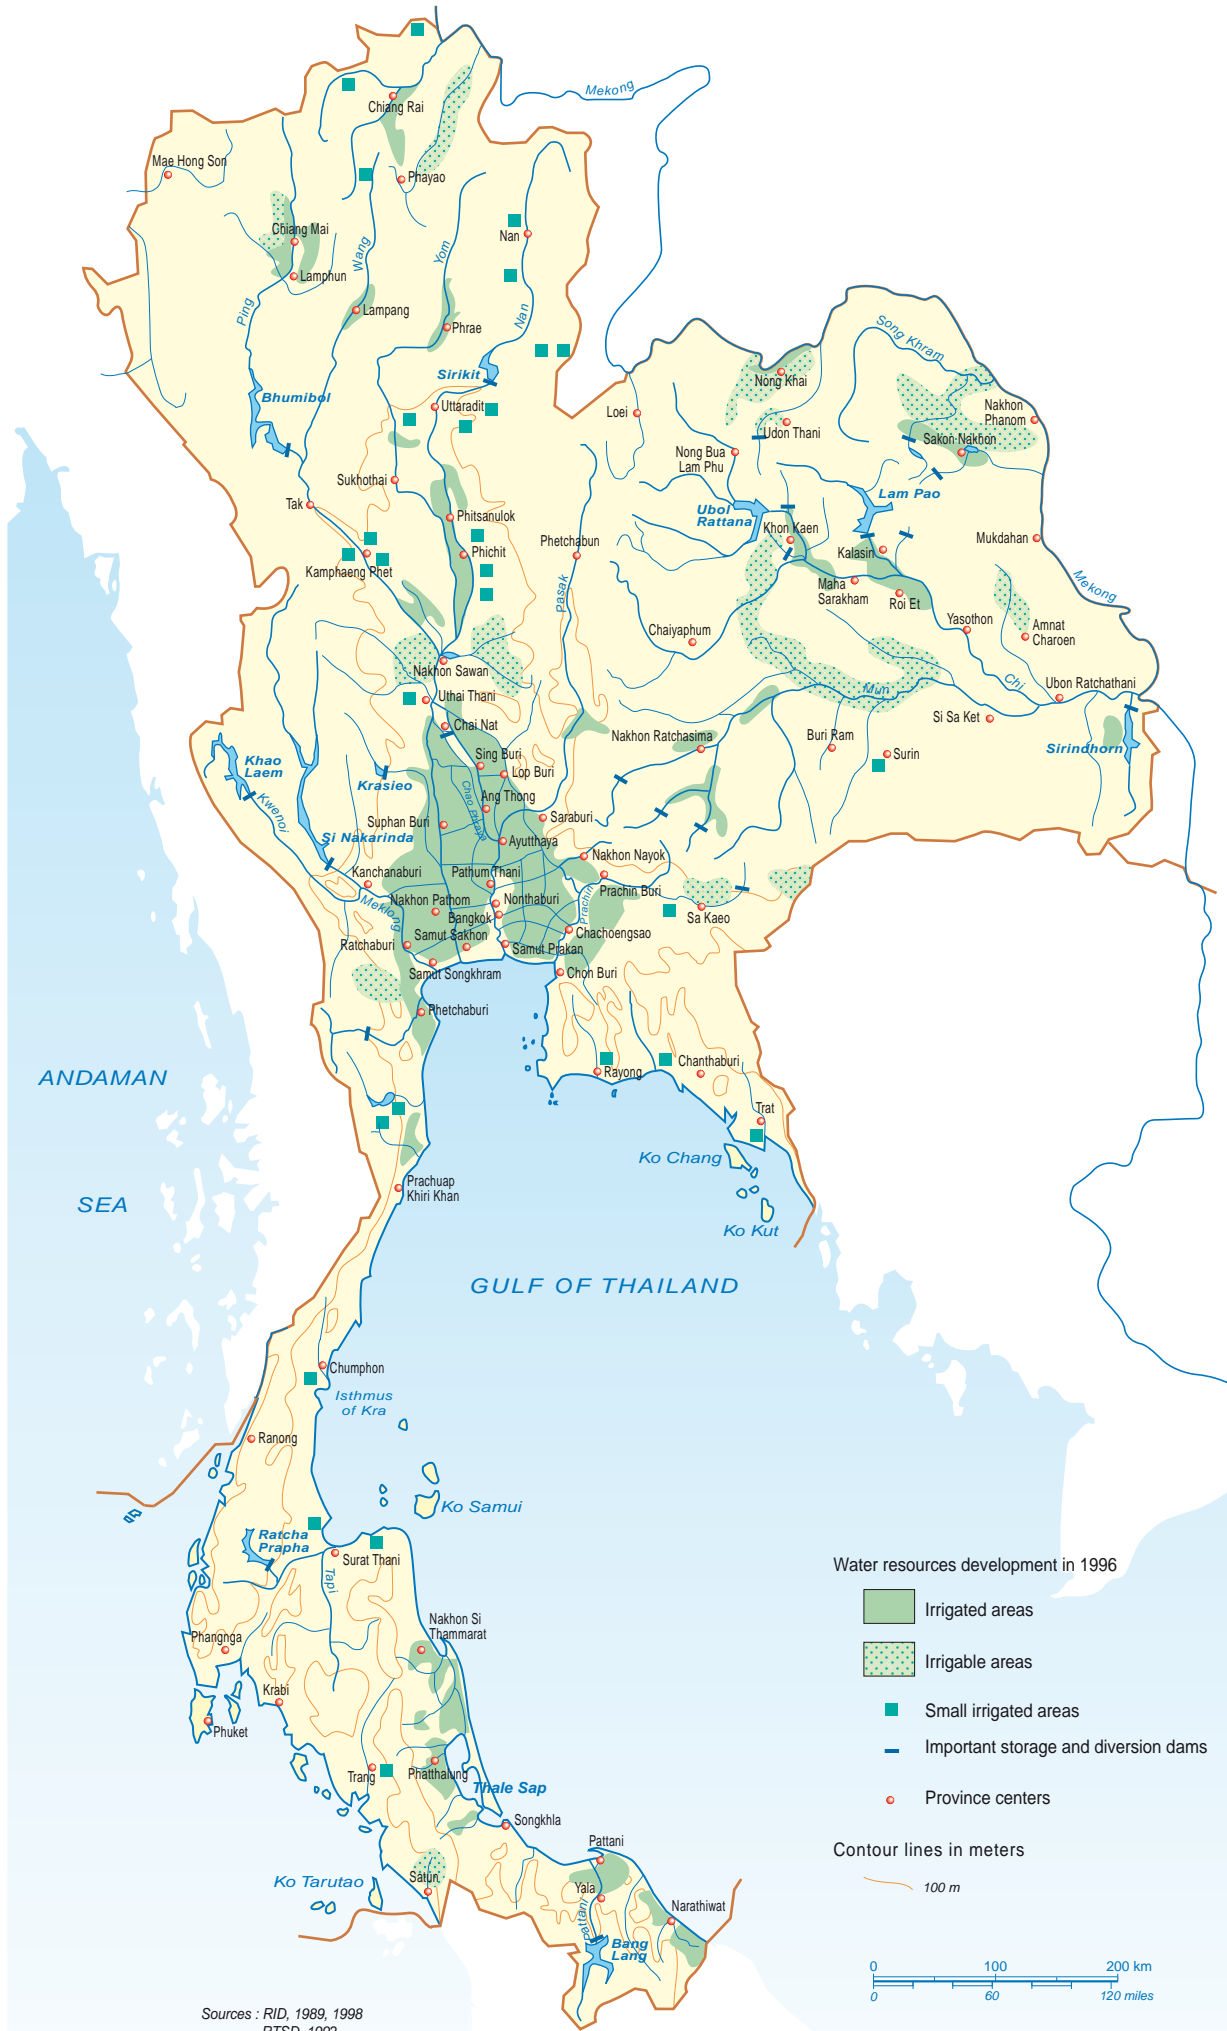 Mekong
Chiang Rai
Mae Hong Son
Phayao
Chiang Mai
Nan
Wang
Yom
Lamphun
Ping
Lampang
Nan
Phrae
Song Khram
Sirikit
Nong Khai
Bhumibol
Uttaradit
Loei
Nakhon
Phanom
Udon Thani
Sakon Nakhon
Nong Bua
Lam Phu
Sukhothai
Lam Pao
Tak
Phitsanulok
Ubol
Rattana
Khon Kaen
Phetchabun
Mukdahan
Phichit
Kalasin
Kamphaeng Phet
Pasak
Maha
Sarakham
Roi Et
Mekong
Yasothon
Amnat
Charoen
Chaiyaphum
Nakhon Sawan
Chi
Ubon Ratchathani
Mun
Uthai Thani
Si Sa Ket
Chai Nat
Nakhon Ratchasima
Buri Ram
Surin
Sirindhorn
Khao
Laem
Sing Buri
Lop Buri
Krasieo
Kwenoi
Chao Phraya
Ang Thong
Suphan Buri
Saraburi
Si Nakarinda
Ayutthaya
Nakhon Nayok
Kanchanaburi
Pathum Thani
Prachin Buri
Nakhon Pathom
Nonthaburi
Prachin
Meklong
Bangkok
Sa Kaeo
Chachoengsao
Ratchaburi
Samut Sakhon
Samut Prakan
Samut Songkhram
Chon Buri
Phetchaburi
Rayong
Chanthaburi
ANDAMAN
Trat
Ko Chang
Prachuap
Khiri Khan
SEA
Ko Kut
GULF OF THAILAND
Chumphon
Isthmus
of Kra
Ranong
Ko Samui
Ratcha
Prapha
Surat Thani
Tapi
Nakhon Si
Thammarat
Phangnga
Krabi
Phuket
Trang
Phatthalung
Thale Sap
Songkhla
Pattani
Satun
Ko Tarutao
Yala
Narathiwat
Pattani
Bang
Lang
Water resources development in 1996
Irrigated areas
Irrigable areas
Small irrigated areas
Important storage and diversion dams
Province centers
Contour lines in meters
100 m
0 100 200 km
0 60 120 miles
Sources : RID, 1989, 1998